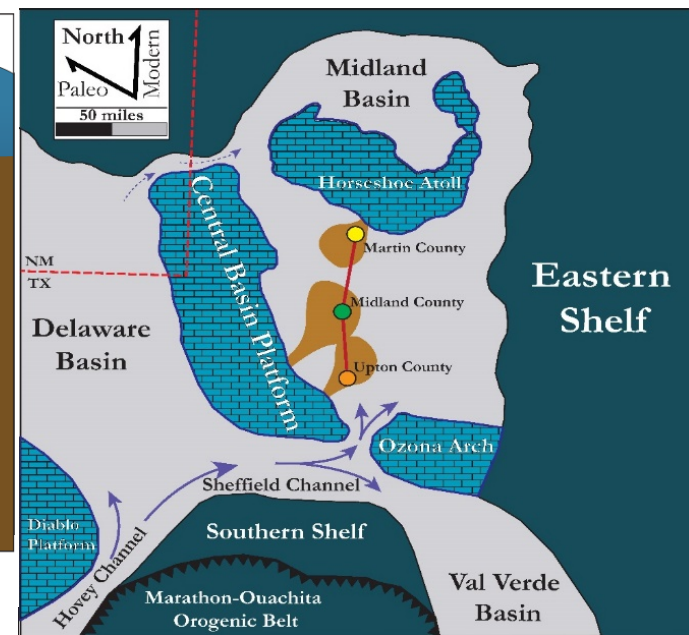 North
Paleo
Modern
50 miles
Midland
Basin
Horseshoe Atoll
Central Basin Platform
Martin County
NM
TX
Midland County
Eastern
Shelf
Delaware
Basin
Upton County
Ozona Arch
Sheffield Channel
Diablo
Platform
Hovey Channel
Southern Shelf
Marathon-Ouachita
Orogenic Belt
Val Verde
Basin